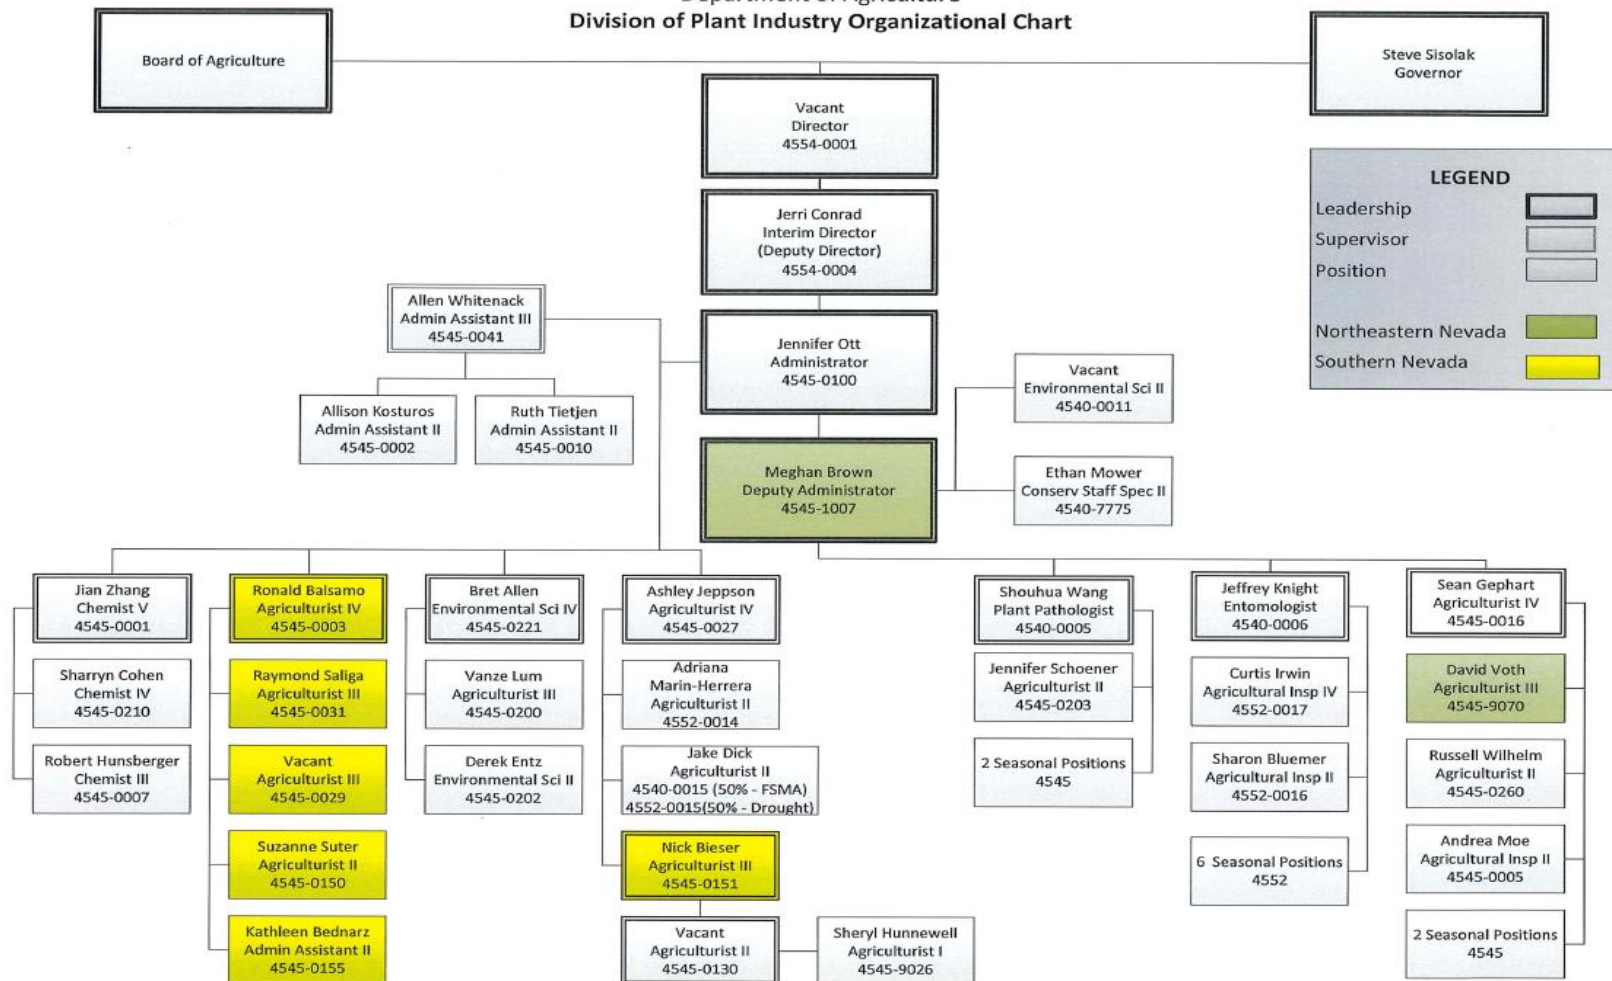 Department of Agriculture
Division of Plant Industry Organizational Chart
Board of Agriculture
Steve Sisolak
Governor
Vacant
Director
4554-0001
LEGEND
Leadership
Supervisor
Position
Northeastern Nevada
Southern Nevada
Jerri Conrad
Interim Director
(Deputy Director)
4554-0004
Allen Whitenack
Admin Assistant III
4545-0041
Jennifer Ott
Administrator
4545-0100
Allison Kosturos
Admin Assistant II
4545-0002
Ruth Tietjen
Admin Assistant II
4545-0010
Vacant
Environmental Sci II
4540-0011
Meghan Brown
Deputy Administrator
4545-1007
Ethan Mower
Conserv Staff Spec II
4540-7775
Jian Zhang
Chemist V
4545-0001
Sharryn Cohen
Chemist IV
4545-0210
Robert Hunsberger
Chemist III
4545-0007
Ronald Balsamo
Agriculturist IV
4545-0003
Raymond Saliga
Agriculturist III
4545-0031
Vacant
Agriculturist III
4545-0029
Suzanne Suter
Agriculturist II
4545-0150
Kathleen Bednarz
Admin Assistant II
4545-0155
Bret Allen
Environmental Sci IV
4545-0221
Vanze Lum
Agriculturist III
4545-0200
Derek Entz
Environmental Sci II
4545-0202
Ashley Jeppson
Agriculturist IV
4545-0027
Adriana
Marin-Herrera
Agriculturist II
4552-0014
Jake Dick
Agriculturist II
4540-0015 (50% - FSMA)
4552-0015(50% - Drought)
Nick Bieser
Agriculturist III
4545-0151
Vacant
Agriculturist II
4545-0130
Sheryl Hunnewell
Agriculturist I
4545-9026
Shouhua Wang
Plant Pathologist
4540-0005
Jennifer Schoener
Agriculturist II
4545-0203
2 Seasonal Positions
4545
Jeffrey Knight
Entomologist
4540-0006
Curtis Irwin
Agricultural Insp IV
4552-0017
Sharon Bluemer
Agricultural Insp II
4552-0016
6 Seasonal Positions
4552
Sean Gephart
Agriculturist IV
4545-0016
David Voth
Agriculturist III
4545-9070
Russell Wilhelm
Agriculturist II
4545-0260
Andrea Moe
Agricultural Insp II
4545-0005
2 Seasonal Positions
4545